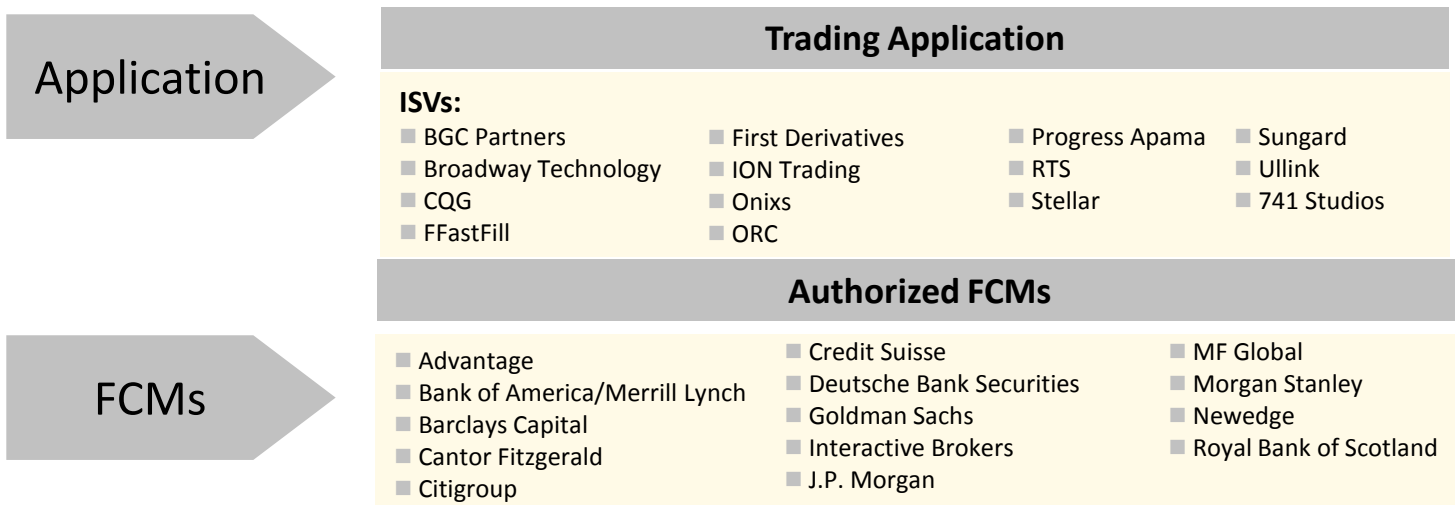 Application
Trading Application
ISVs:
BGC Partners
Broadway Technology
CQG
FFastFill
First Derivatives
ION Trading
Onixs
ORC
Progress Apama
RTS
Stellar
Sungard
Ullink
741 Studios
Authorized FCMs
FCMs
Advantage
Bank of America/Merrill Lynch
Barclays Capital
Cantor Fitzgerald
Citigroup
Credit Suisse
Deutsche Bank Securities
Goldman Sachs
Interactive Brokers
J.P. Morgan
MF Global
Morgan Stanley
Newedge
Royal Bank of Scotland